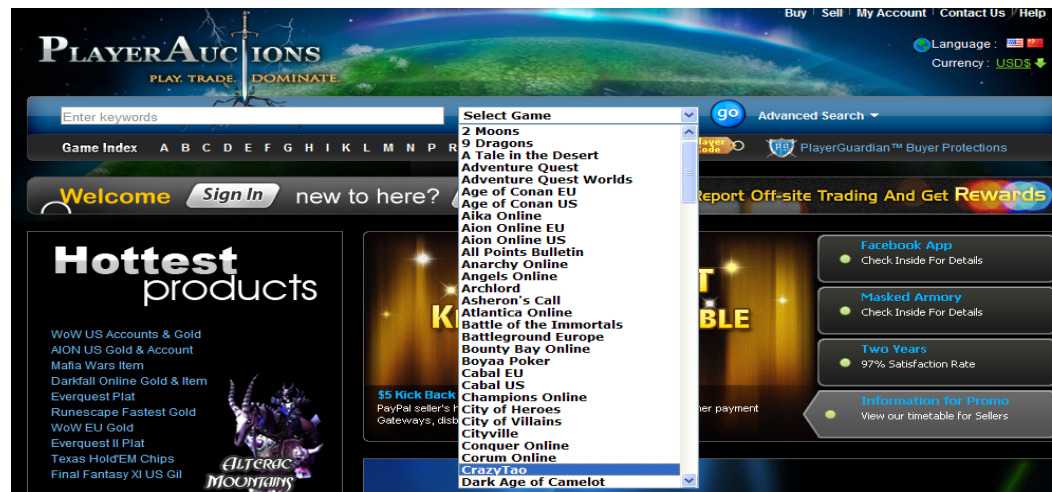 Buy Sell My Account Contact Us Help
PLAYERAUCTIONS
PLAY. TRADE. DOMINATE.
Language :
Currency : USD$
Enter keywords
Select Game
go
Advanced Search
Game Index A B C D E F G H I K L M N P R
PlayerGuardian™ Buyer Protections
Welcome Sign In new to here?
Report Off-site Trading And Get Rewards
2 Moons
9 Dragons
A Tale in the Desert
Adventure Quest
Adventure Quest Worlds
Age of Conan EU
Age of Conan US
Aika Online
Aion Online EU
Aion Online US
All Points Bulletin
Anarchy Online
Angels Online
Archlord
Asheron's Call
Atlantica Online
Battle of the Immortals
Battleground Europe
Bounty Bay Online
Boyaa Poker
Cabal EU
Cabal US
Champions Online
City of Heroes
City of Villains
Cityville
Conquer Online
Corum Online
CrazyTao
Dark Age of Camelot
Hottest
products
WoW US Accounts & Gold
AION US Gold & Account
Mafia Wars Item
Darkfall Online Gold & Item
Everquest Plat
Runescape Fastest Gold
WoW EU Gold
Everquest II Plat
Texas Hold'EM Chips
Final Fantasy XI US Gil
ALTERAC
MOUNTAINS
$5 Kick Back
PayPal seller's
payment
Gateways,
Facebook App
Check Inside For Details
Masked Armory
Check Inside For Details
Two Years
97% Satisfaction Rate
Information for Promo
View our timetable for Sellers